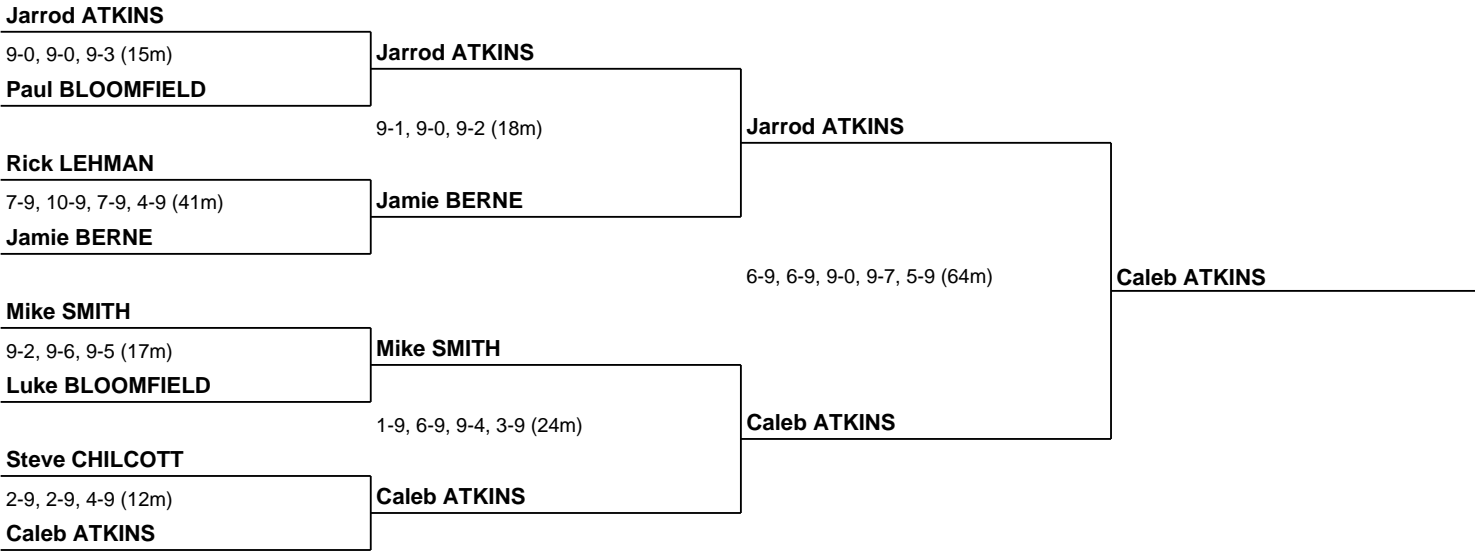 Jarrod ATKINS
9-0, 9-0, 9-3 (15m)
Paul BLOOMFIELD
Rick LEHMAN
7-9, 10-9, 7-9, 4-9 (41m)
Jamie BERNE
Mike SMITH
9-2, 9-6, 9-5 (17m)
Luke BLOOMFIELD
Steve CHILCOTT
2-9, 2-9, 4-9 (12m)
Caleb ATKINS
Jarrod ATKINS
9-1, 9-0, 9-2 (18m)
Jamie BERNE
Mike SMITH
1-9, 6-9, 9-4, 3-9 (24m)
Caleb ATKINS
Jarrod ATKINS
6-9, 6-9, 9-0, 9-7, 5-9 (64m)
Caleb ATKINS
Caleb ATKINS